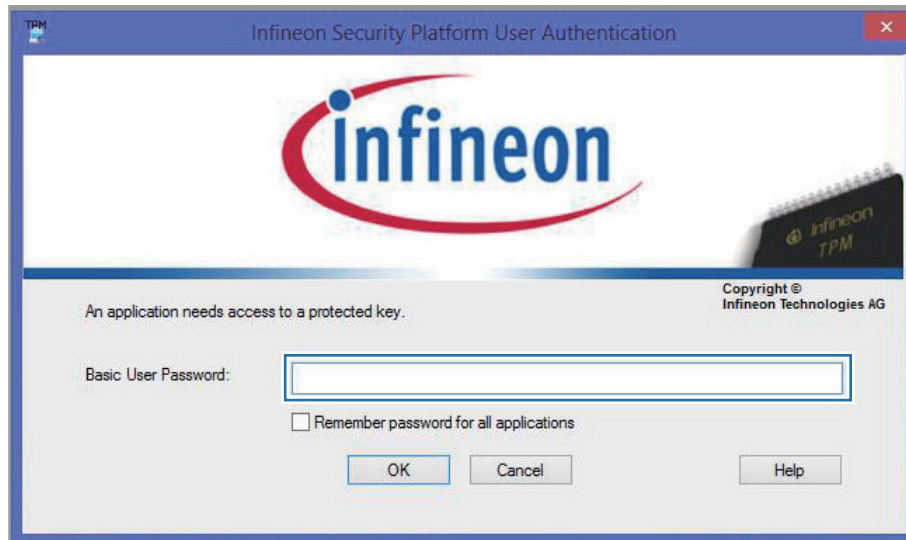 TPM
Infineon Security Platform User Authentication
infineon
Infineon
TPM
Copyright ©
Infineon Technologies AG
An application needs access to a protected key.
Basic User Password:
Remember password for all applications
OK Cancel Help